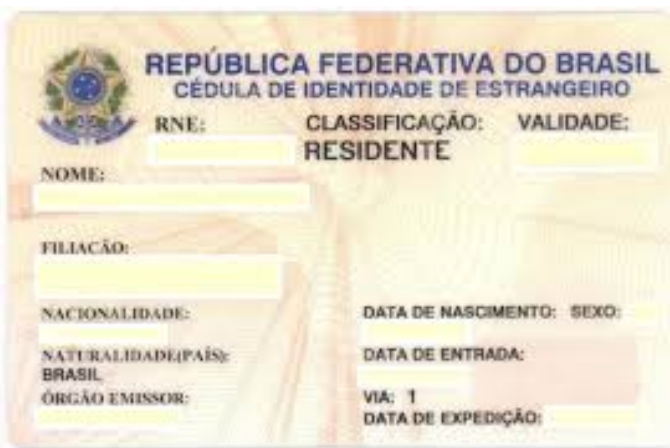 REPÚBLICA FEDERATIVA DO BRASIL
CÉDULA DE IDENTIDADE DE ESTRANGEIRO
RNE: CLASSIFICAÇÃO: VALIDADE:
RESIDENTE
NOME:
FILIAÇÃO:
NACIONALIDADE: DATA DE NASCIMENTO: SEXO:
NATURALIDADE(PAÍS): DATA DE ENTRADA:
BRASIL
ÓRGÃO EMISSOR: VIA: 1
DATA DE EXPEDIÇÃO: